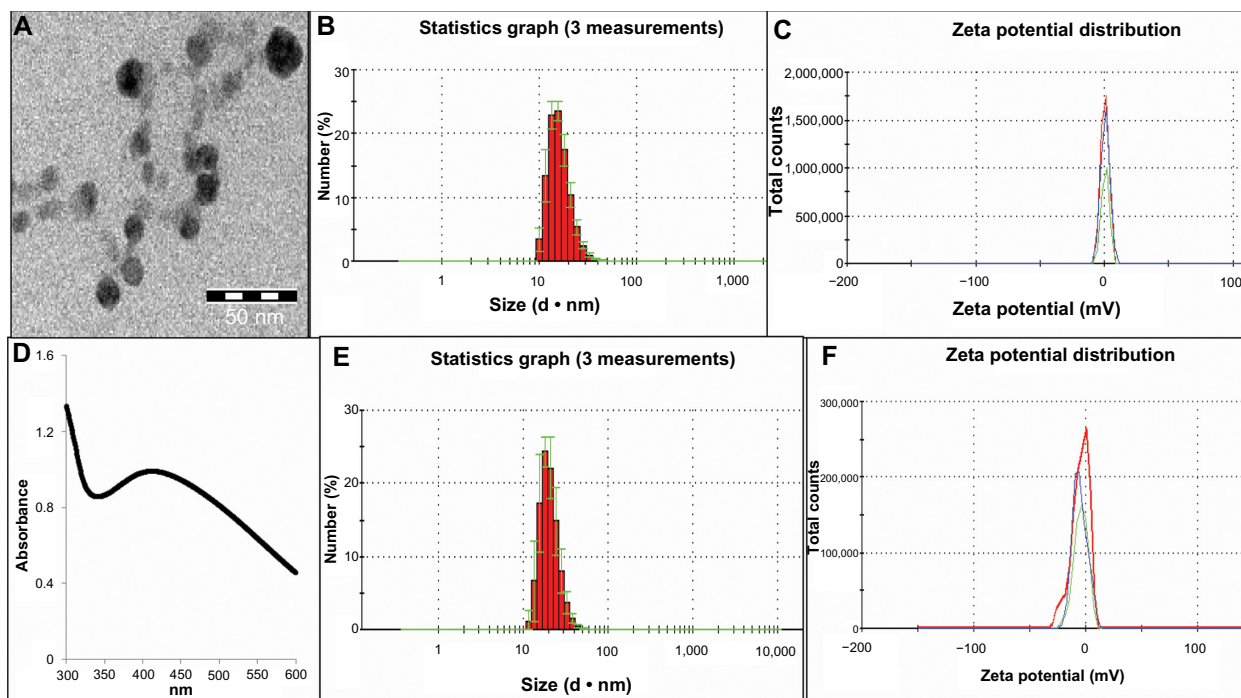 A
50 nm
B
Statistics graph (3 measurements)
Number (%)
30
20
10
0
1
10
100
1,000
Size (d • nm)
C
Zeta potential distribution
Total counts
2,000,000
1,500,000
1,000,000
500,000
0
−200
−100
0
100
Zeta potential (mV)
D
Absorbance
1.6
1.2
0.8
0.4
0
300
350
400
450
500
550
600
nm
E
Statistics graph (3 measurements)
Number (%)
30
20
10
0
1
10
100
1,000
10,000
Size (d • nm)
F
Zeta potential distribution
Total counts
300,000
200,000
100,000
0
−200
−100
0
100
Zeta potential (mV)